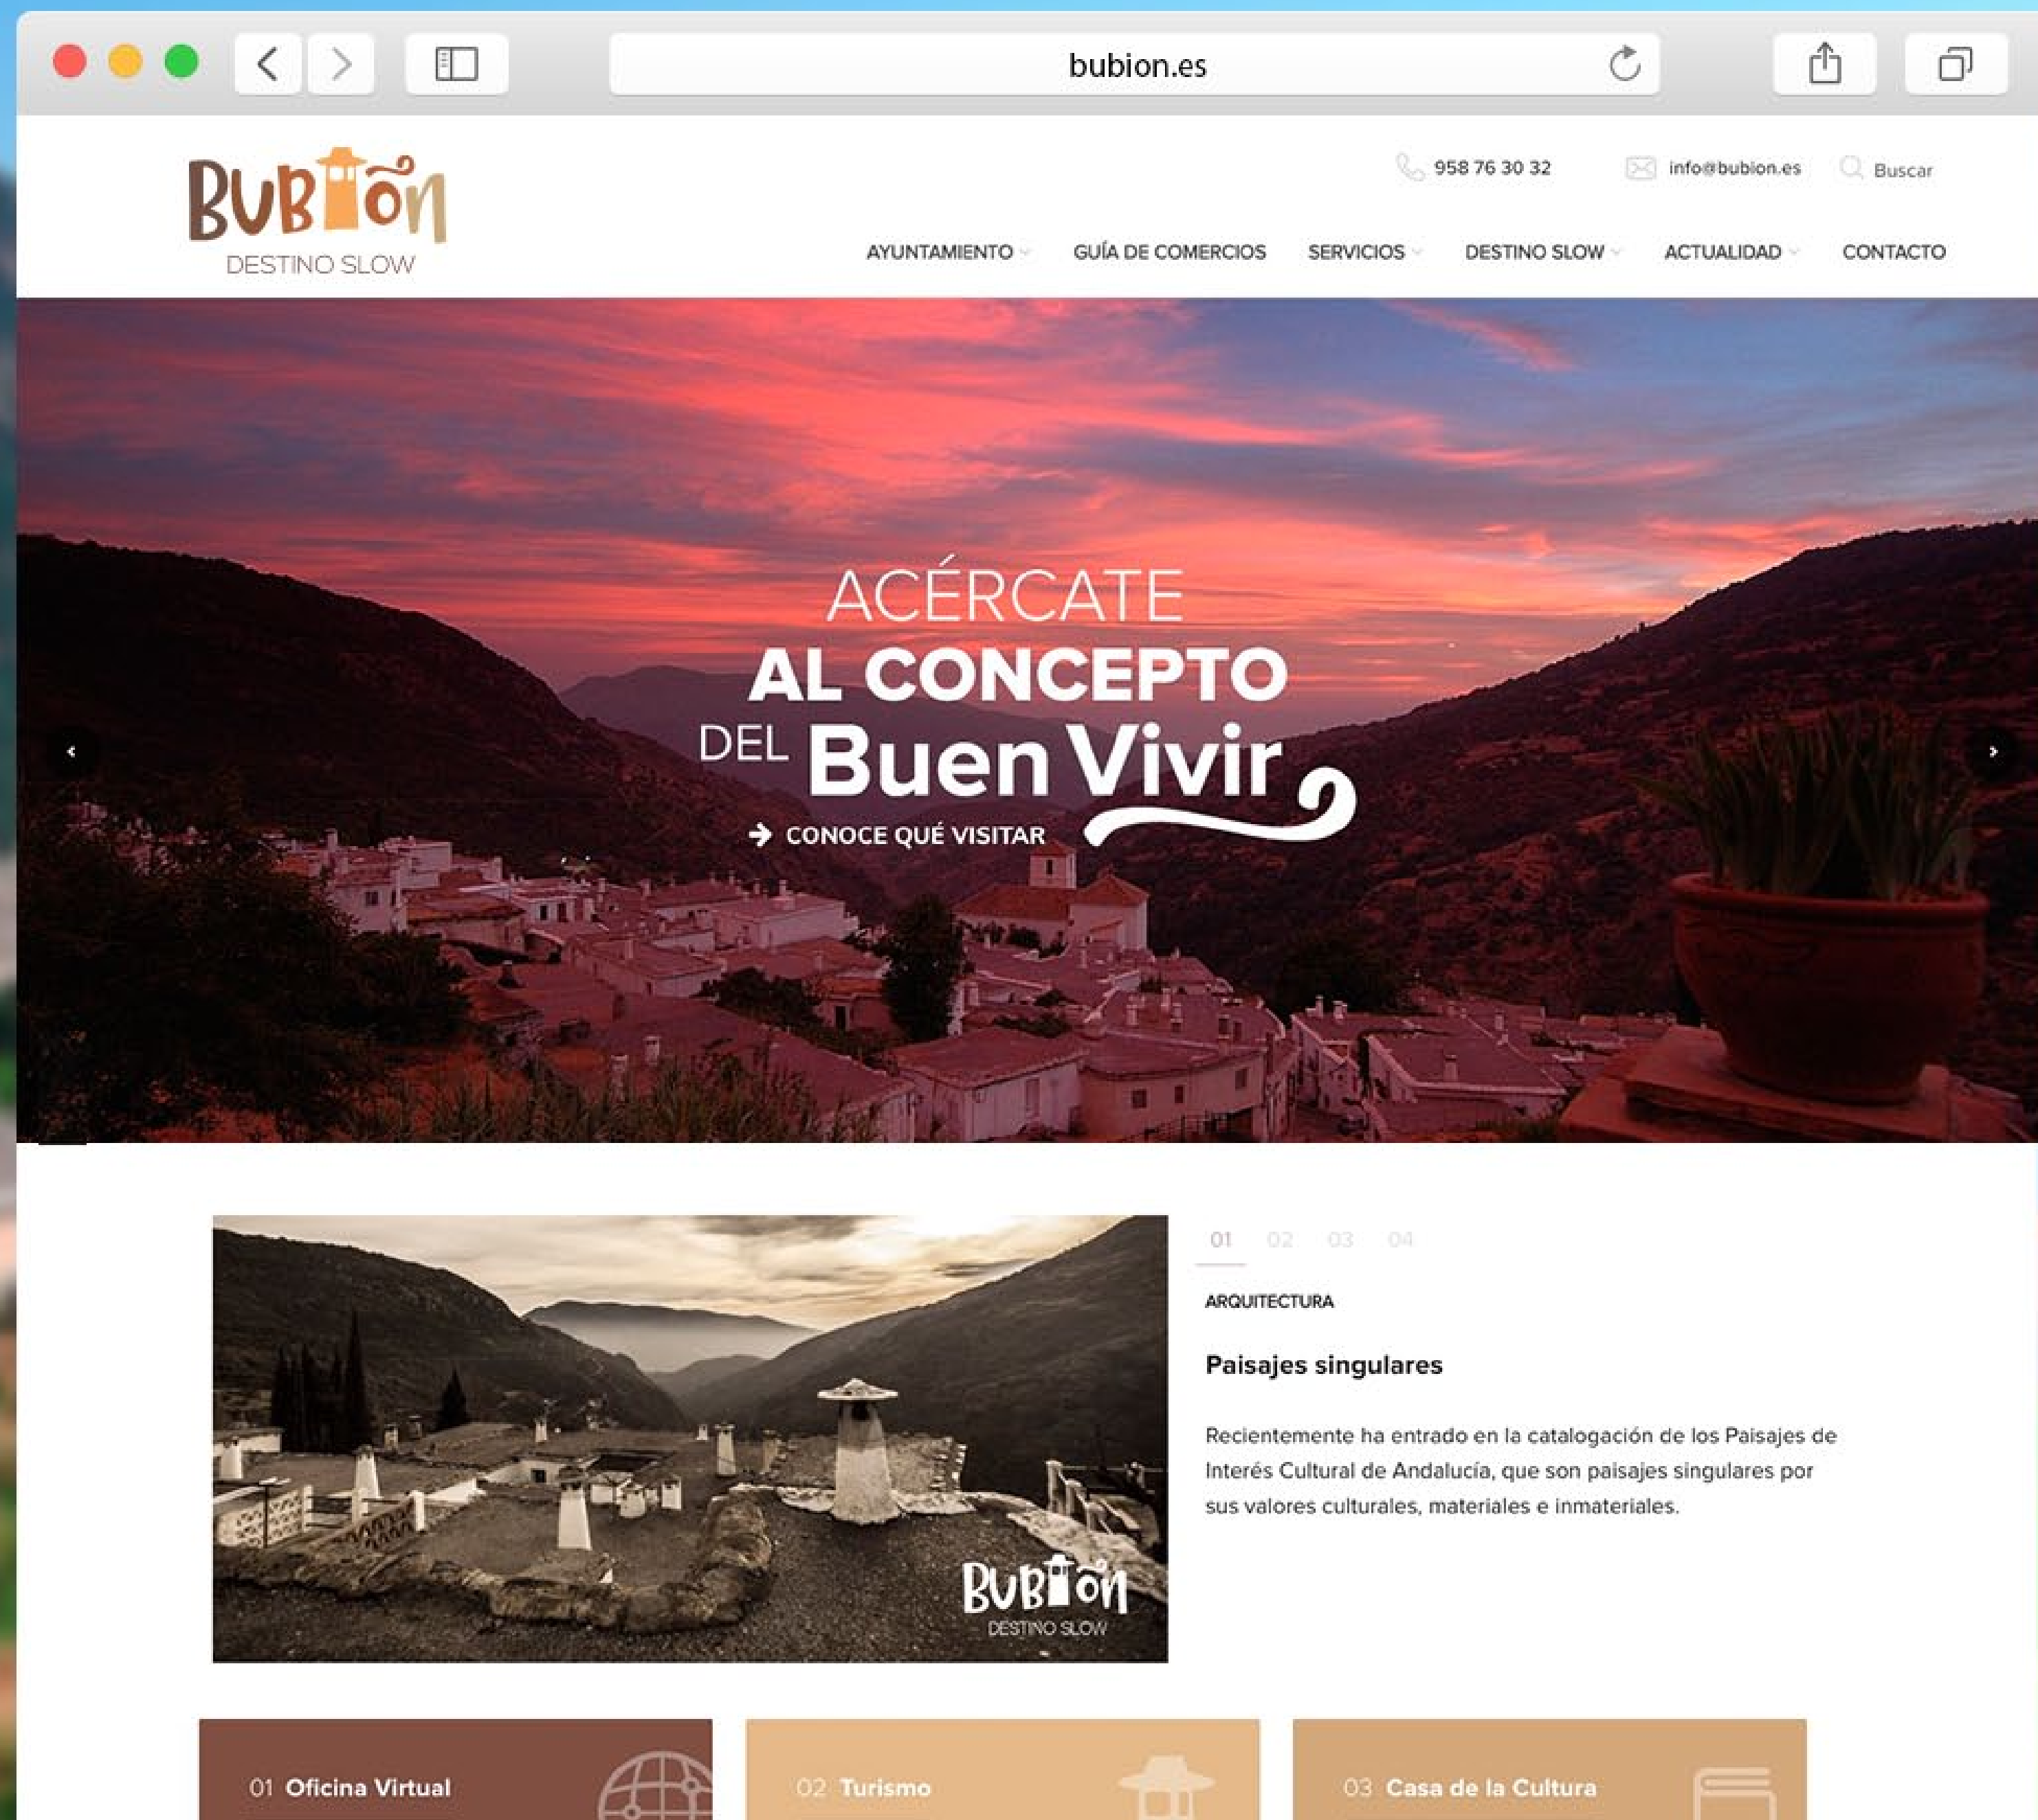 bubion.es
BUBIÓN
DESTINO SLOW
958 76 30 32
info@bubion.es
Buscar
AYUNTAMIENTO
GUÍA DE COMERCIOS
SERVICIOS
DESTINO SLOW
ACTUALIDAD
CONTACTO
ACÉRCATE
AL CONCEPTO
DEL Buen Vivir
CONOCE QUÉ VISITAR
01 02 03 04
ARQUITECTURA
Paisajes singulares
Recientemente ha entrado en la catalogación de los Paisajes de
Interés Cultural de Andalucía, que son paisajes singulares por
sus valores culturales, materiales e inmateriales.
BUBIÓN
DESTINO SLOW
01 Oficina Virtual
02 Turismo
03 Casa de la Cultura